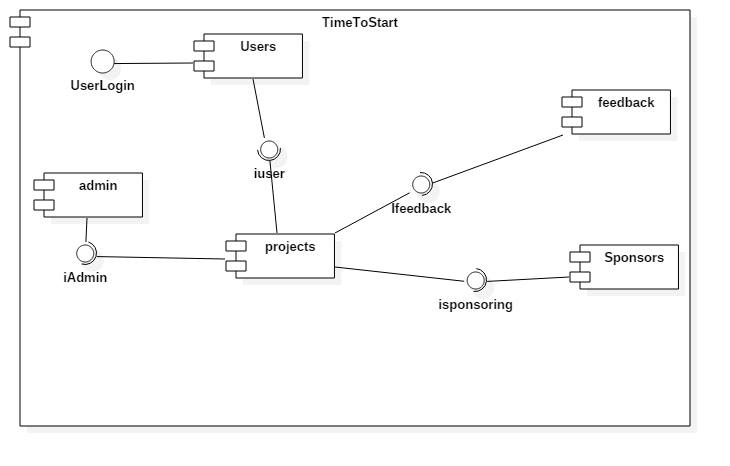 TimeToStart
Users
UserLogin
feedback
iuser
admin
Ifeedback
projects
Sponsors
iAdmin
isponsoring